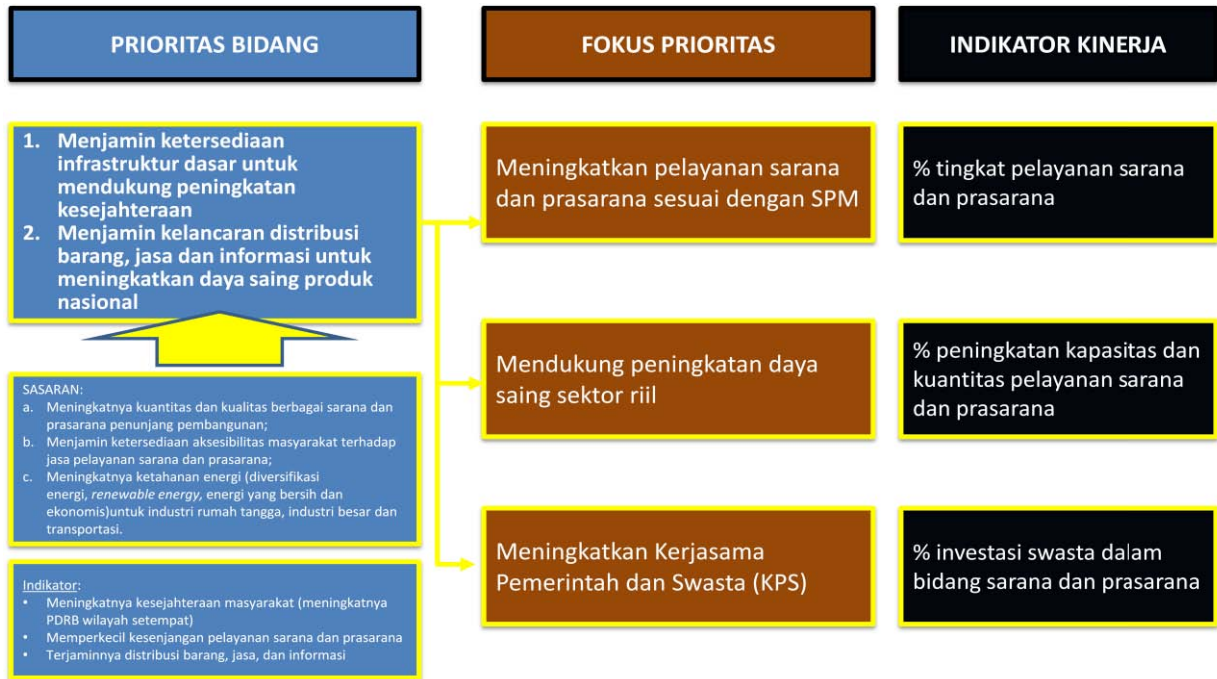 PRIORITAS BIDANG
FOKUS PRIORITAS
INDIKATOR KINERJA
1. Menjamin ketersediaan
infrastruktur dasar untuk
mendukung peningkatan
kesejahteraan
2. Menjamin kelancaran distribusi
barang, jasa dan informasi untuk
meningkatkan daya saing produk
nasional
SASARAN:
a. Meningkatnya kuantitas dan kualitas berbagai sarana dan
prasarana penunjang pembangunan;
b. Menjamin ketersediaan aksesibilitas masyarakat terhadap
jasa pelayanan sarana dan prasarana;
c. Meningkatnya ketahanan energi (diversifikasi
energi, renewable energy, energi yang bersih dan
ekonomis)untuk industri rumah tangga, industri besar dan
transportasi.
Indikator:
• Meningkatnya kesejahteraan masyarakat (meningkatnya
PDRB wilayah setempat)
• Memperkecil kesenjangan pelayanan sarana dan prasarana
• Terjaminnya distribusi barang, jasa, dan informasi
Meningkatkan pelayanan sarana
dan prasarana sesuai dengan SPM
Mendukung peningkatan daya
saing sektor riil
Meningkatkan Kerjasama
Pemerintah dan Swasta (KPS)
% tingkat pelayanan sarana
dan prasarana
% peningkatan kapasitas dan
kuantitas pelayanan sarana
dan prasarana
% investasi swasta dalam
bidang sarana dan prasarana